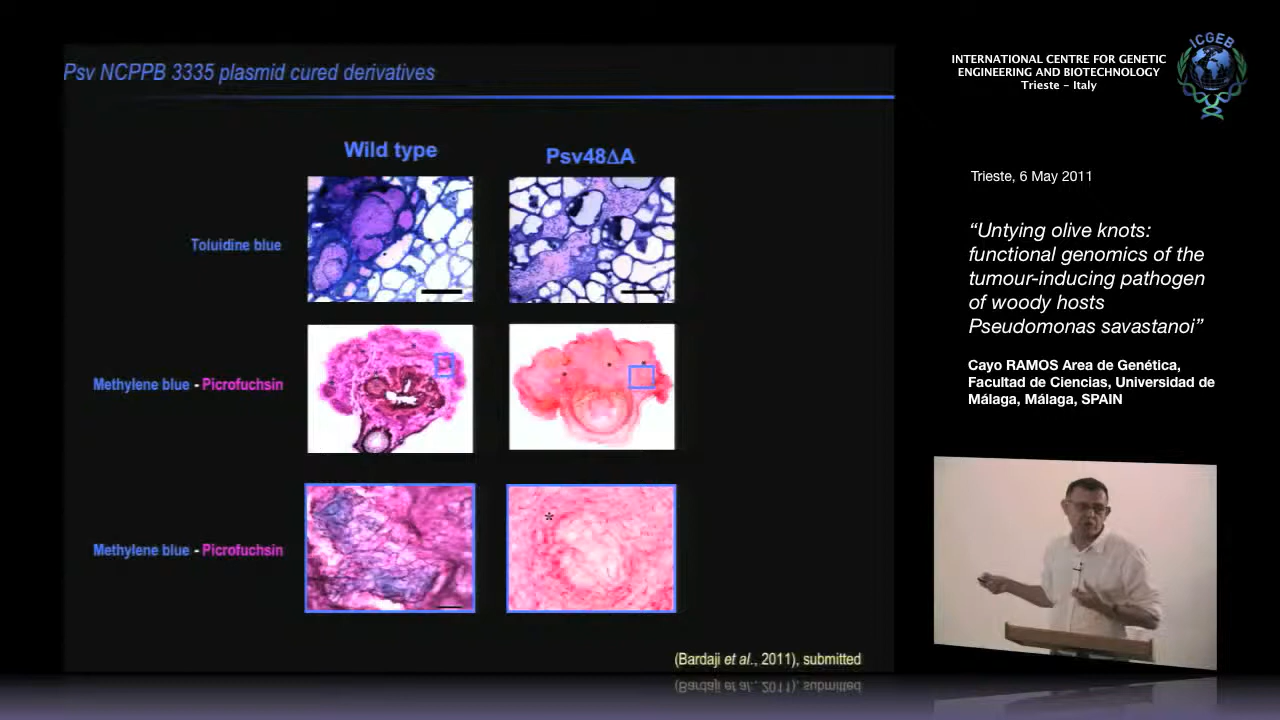 Psv NCPPB 3335 plasmid cured derivatives
Wild type
Psv48ΔA
Toluidine blue
Methylene blue - Picrofuchsin
Methylene blue - Picrofuchsin
*
(Bardaji et al., 2011), submitted
INTERNATIONAL CENTRE FOR GENETIC
ENGINEERING AND BIOTECHNOLOGY
Trieste - Italy
ICGEB
Trieste, 6 May 2011
“Untying olive knots:
functional genomics of the
tumour-inducing pathogen
of woody hosts
Pseudomonas savastanoi”
Cayo RAMOS Area de Genética,
Facultad de Ciencias, Universidad de
Málaga, Málaga, SPAIN